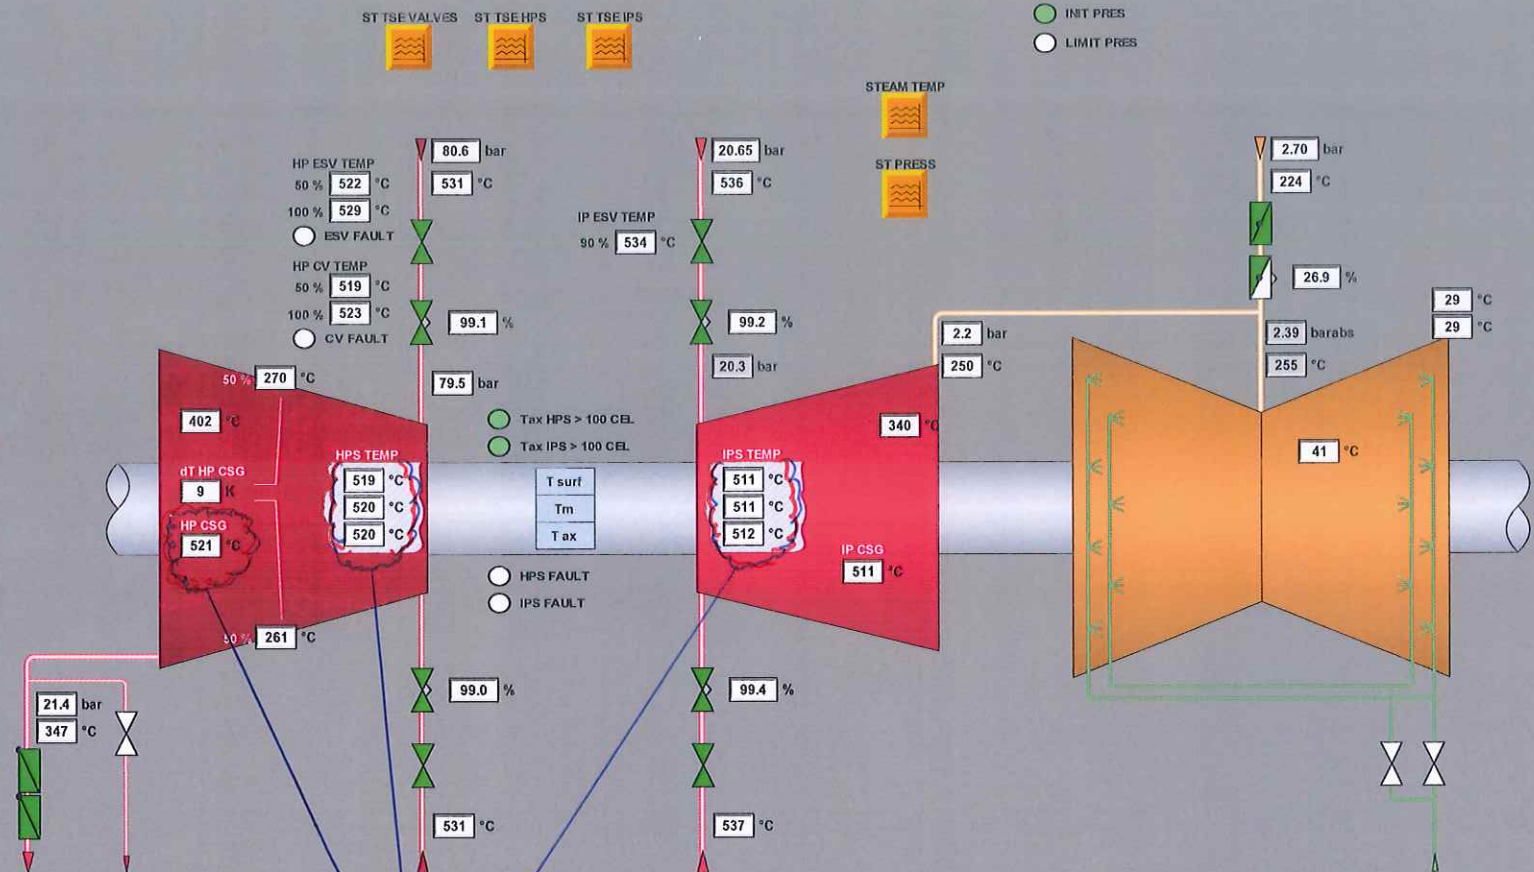 ST TSE VALVES ST TSE HPS ST TSE IPS
INIT PRES
LIMIT PRES
STEAM TEMP
ST PRESS
HP ESV TEMP
50 % 522 °C
100 % 529 °C
ESV FAULT
HP CV TEMP
50 % 519 °C
100 % 523 °C
CV FAULT
80.6 bar
531 °C
99.1 %
79.5 bar
IP ESV TEMP
90 % 534 °C
20.65 bar
536 °C
99.2 %
20.3 bar
2.70 bar
224 °C
26.9 %
2.39 barabs
255 °C
2.2 bar
250 °C
29 °C
29 °C
50 % 270 °C
402 °C
dT HP CSG
9 K
HP CSG
521 °C
50 % 261 °C
HPS TEMP
519 °C
520 °C
520 °C
Tax HPS > 100 CEL
Tax IPS > 100 CEL
T surf
Tm
T ax
HPS FAULT
IPS FAULT
IPS TEMP
511 °C
511 °C
512 °C
340 °C
IP CSG
511 °C
41 °C
21.4 bar
347 °C
99.0 %
531 °C
99.4 %
537 °C